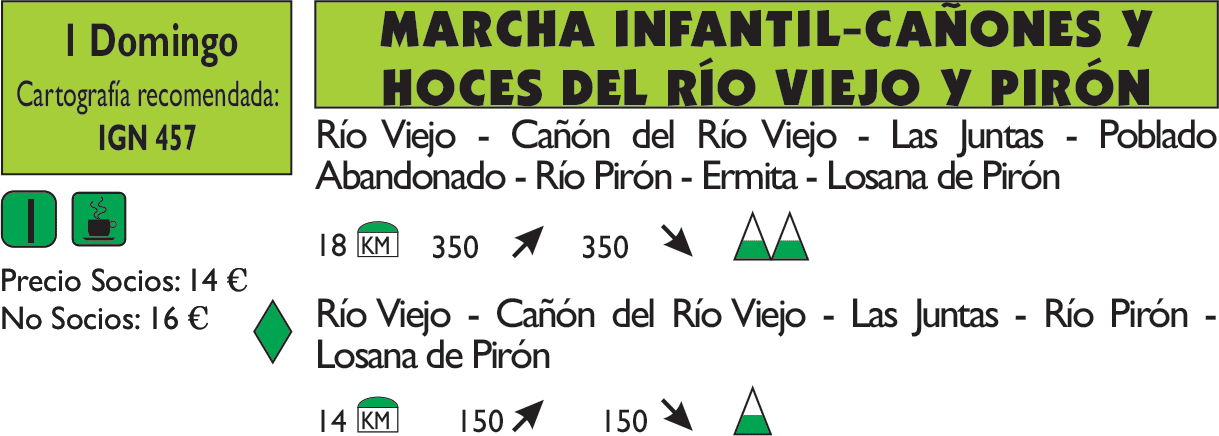 1 Domingo
Cartografía recomendada:
IGN 457
Precio Socios: 14 €
No Socios: 16 €
MARCHA INFANTIL-CAÑONES Y
HOCES DEL RÍO VIEJO Y PIRÓN
Río Viejo - Cañón del Río Viejo - Las Juntas - Poblado
Abandonado - Río Pirón - Ermita - Losana de Pirón
18 KM 350 350
Río Viejo - Cañón del Río Viejo - Las Juntas - Río Pirón -
Losana de Pirón
14 KM 150 150